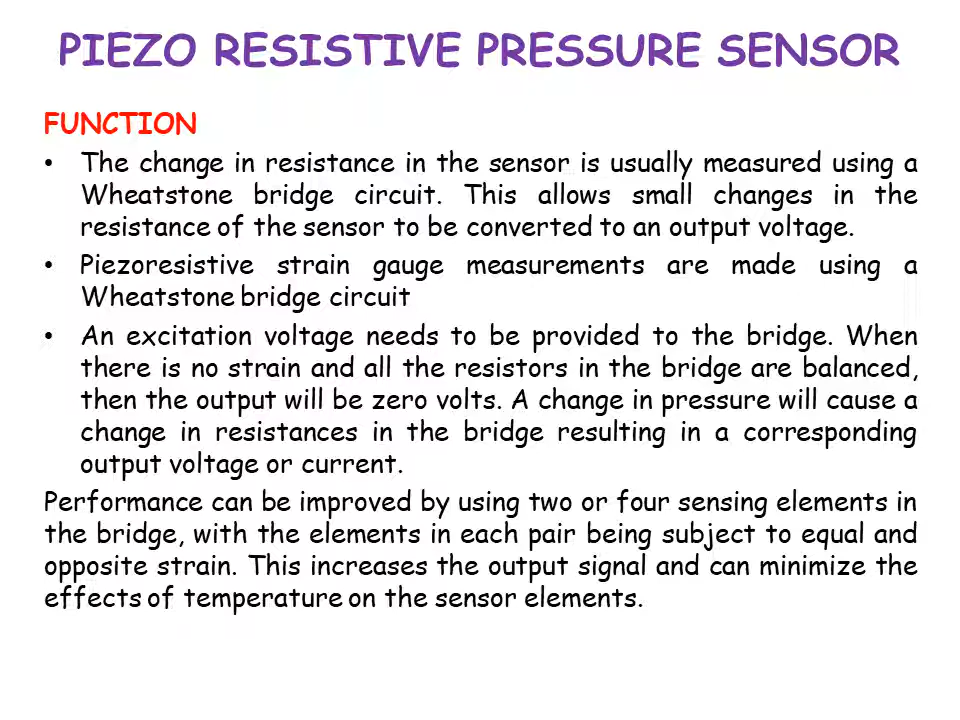 PIEZO RESISTIVE PRESSURE SENSOR
FUNCTION
• The change in resistance in the sensor is usually measured using a
Wheatstone bridge circuit. This allows small changes in the
resistance of the sensor to be converted to an output voltage.
• Piezoresistive strain gauge measurements are made using a
Wheatstone bridge circuit
• An excitation voltage needs to be provided to the bridge. When
there is no strain and all the resistors in the bridge are balanced,
then the output will be zero volts. A change in pressure will cause a
change in resistances in the bridge resulting in a corresponding
output voltage or current.
Performance can be improved by using two or four sensing elements in
the bridge, with the elements in each pair being subject to equal and
opposite strain. This increases the output signal and can minimize the
effects of temperature on the sensor elements.